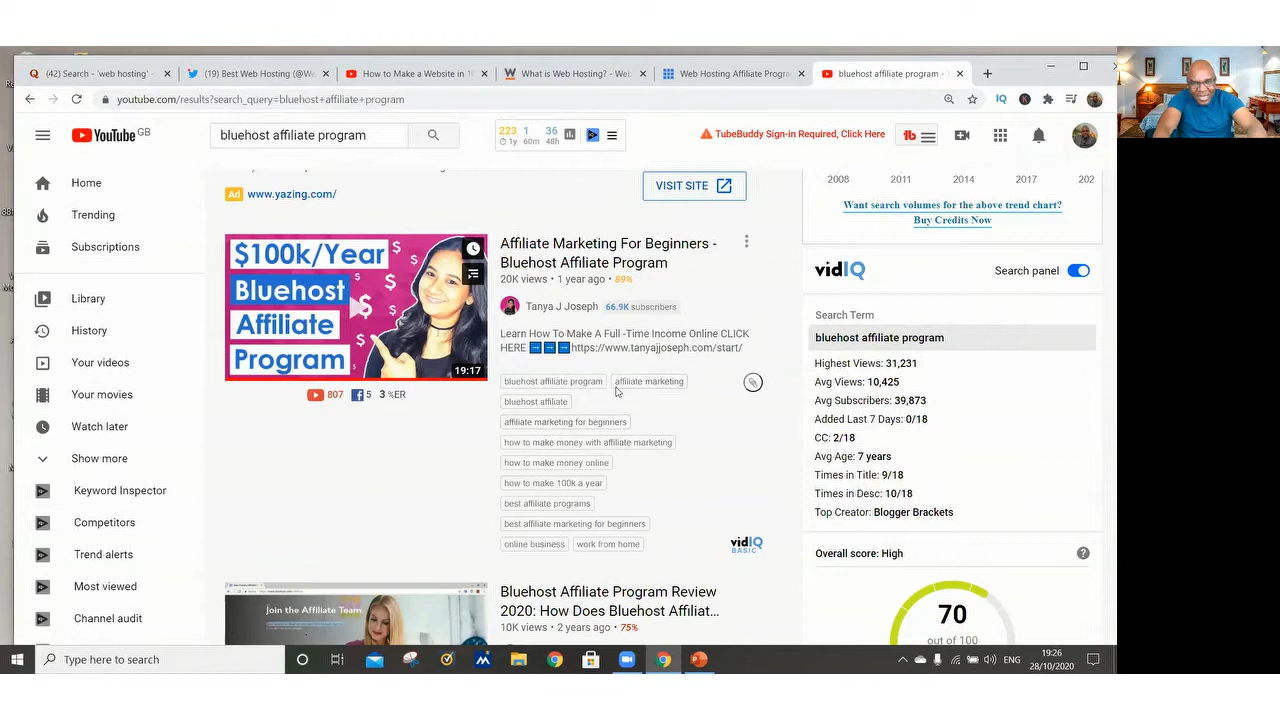 (42) Search - 'web hosting' -
(19) Best Web Hosting (@We
How to Make a Website in 1
What is Web Hosting? - We
Web Hosting Affiliate Progra
bluehost affiliate program -
youtube.com/results?search_query=bluehost+affiliate+program
IQ
K
YouTube GB
bluehost affiliate program
223 1 36
1y 60m 48h
TubeBuddy Sign-in Required, Click Here
tb
Home
Trending
Subscriptions
Library
History
Your videos
Your movies
Watch later
Show more
Keyword Inspector
Competitors
Trend alerts
Most viewed
Channel audit
Ad www.yazing.com/
VISIT SITE
$100k/Year
Bluehost
Affiliate
Program
19:17
807 5 3 %ER
Affiliate Marketing For Beginners -
Bluehost Affiliate Program
20K views • 1 year ago • 89%
Tanya J Joseph 66.9K subscribers
Learn How To Make A Full -Time Income Online CLICK
HERE ➡➡➡https://www.tanyajjoseph.com/start/
bluehost affiliate program affiliate marketing
bluehost affiliate
affiliate marketing for beginners
how to make money with affiliate marketing
how to make money online
how to make 100k a year
best affiliate programs
best affiliate marketing for beginners
online business work from home
vidIQ
BASIC
Join the Affiliate Team
Bluehost Affiliate Program Review
2020: How Does Bluehost Affiliat...
10K views • 2 years ago • 75%
2008 2011 2014 2017 202
Want search volumes for the above trend chart?
Buy Credits Now
vidIQ
Search panel
Search Term
bluehost affiliate program
Highest Views: 31,231
Avg Views: 10,425
Avg Subscribers: 39,873
Added Last 7 Days: 0/18
CC: 2/18
Avg Age: 7 years
Times in Title: 9/18
Times in Desc: 10/18
Top Creator: Blogger Brackets
Overall score: High
?
70
out of 100
Type here to search
ENG
19:26
28/10/2020